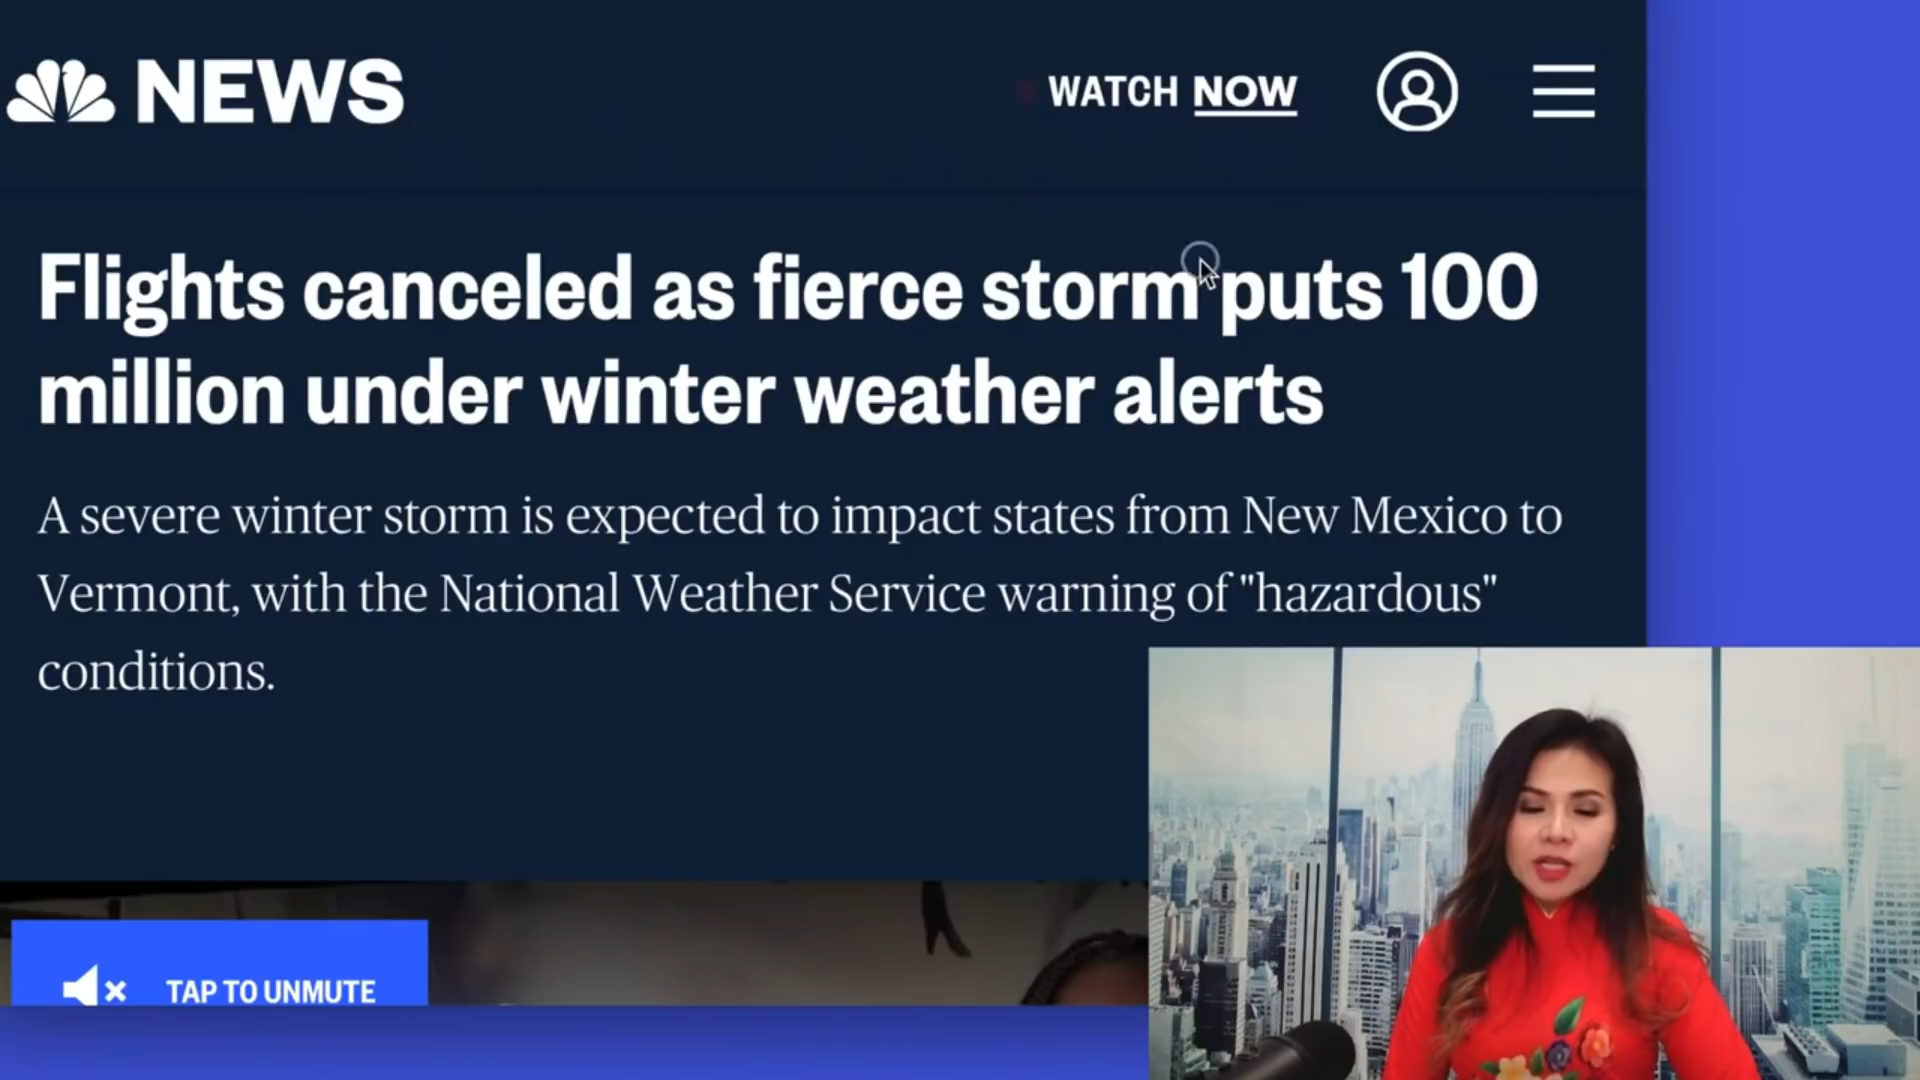 NEWS
WATCH NOW
Flights canceled as fierce storm puts 100
million under winter weather alerts
A severe winter storm is expected to impact states from New Mexico to
Vermont, with the National Weather Service warning of "hazardous"
conditions.
TAP TO UNMUTE